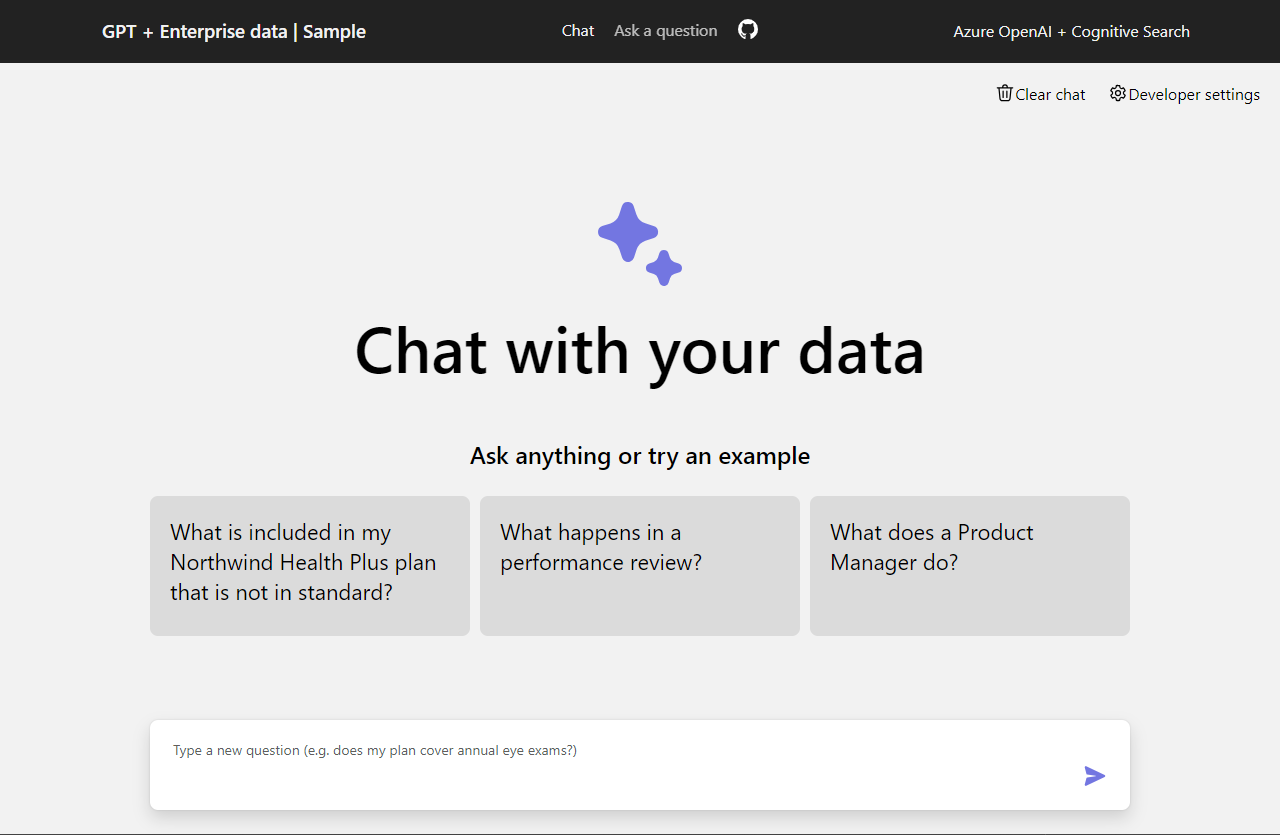 GPT + Enterprise data | Sample
Chat
Ask a question
Azure OpenAI + Cognitive Search
Clear chat
Developer settings
Chat with your data
Ask anything or try an example
What is included in my
Northwind Health Plus plan
that is not in standard?
What happens in a
performance review?
What does a Product
Manager do?
Type a new question (e.g. does my plan cover annual eye exams?)